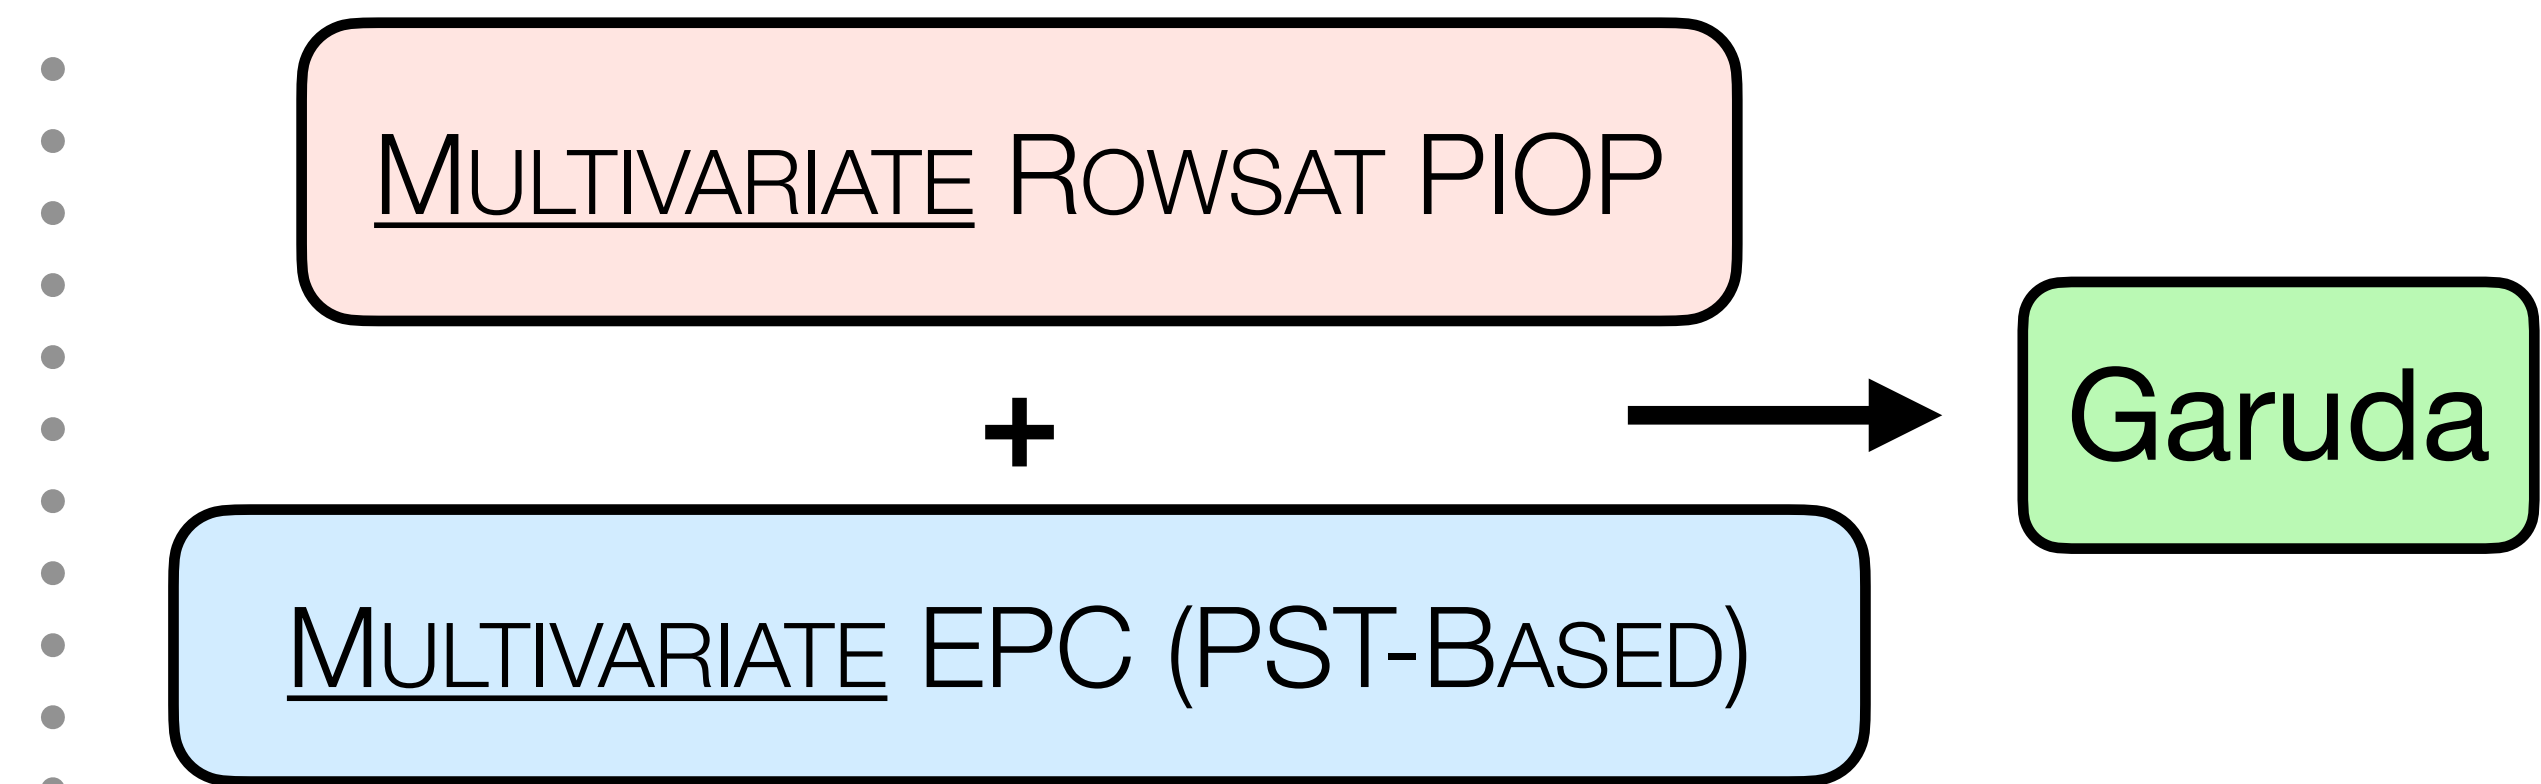 MULTIVARIATE ROWSAT PIOP
+
Garuda
MULTIVARIATE EPC (PST-BASED)